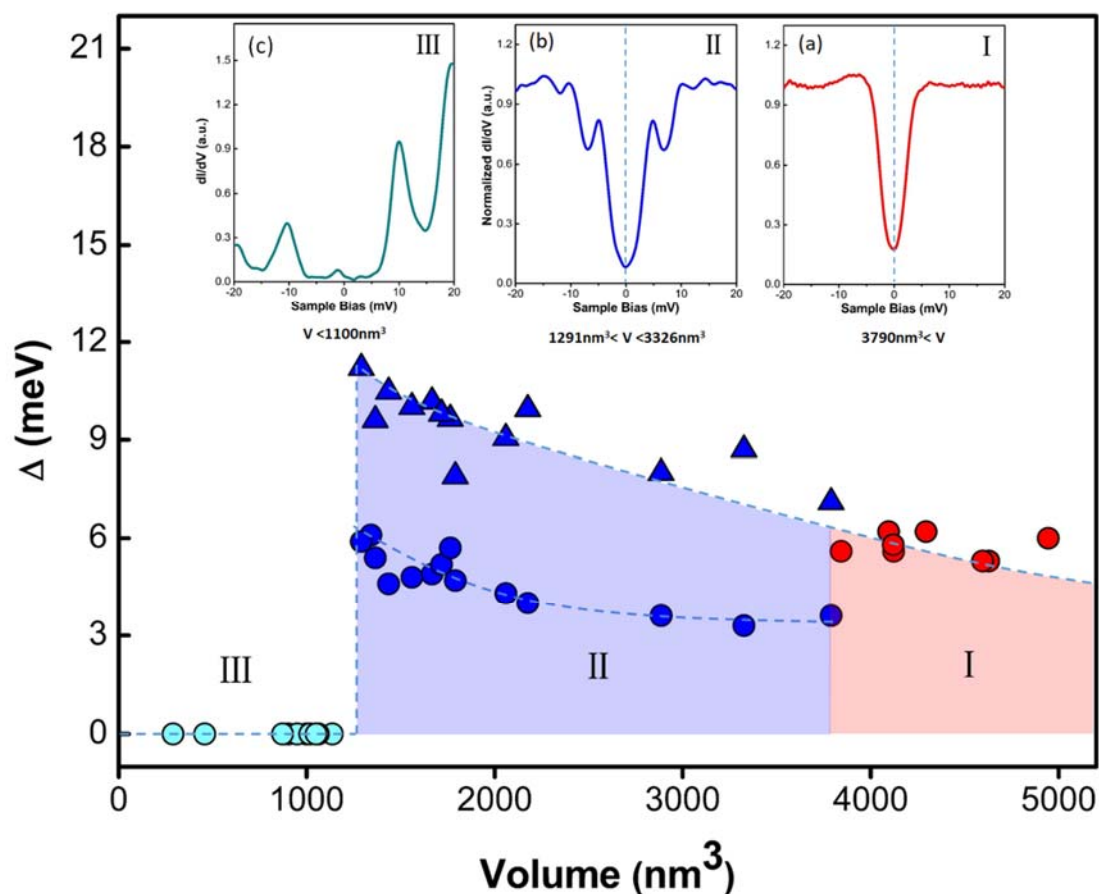 21
18
15
12
9
6
3
0
Δ (meV)
0 1000 2000 3000 4000 5000
Volume (nm³)
III
II
I
(c) III
1.5
1.2
0.9
0.6
0.3
0.0
dI/dV (a.u.)
-20 -10 0 10 20
Sample Bias (mV)
V <1100nm³
(b) II
1.2
0.9
0.6
0.3
0.0
Normalized dI/dV (a.u.)
-20 -10 0 10 20
Sample Bias (mV)
1291nm³< V <3326nm³
(a) I
1.2
0.9
0.6
0.3
0.0
-20 -10 0 10 20
Sample Bias (mV)
3790nm³< V